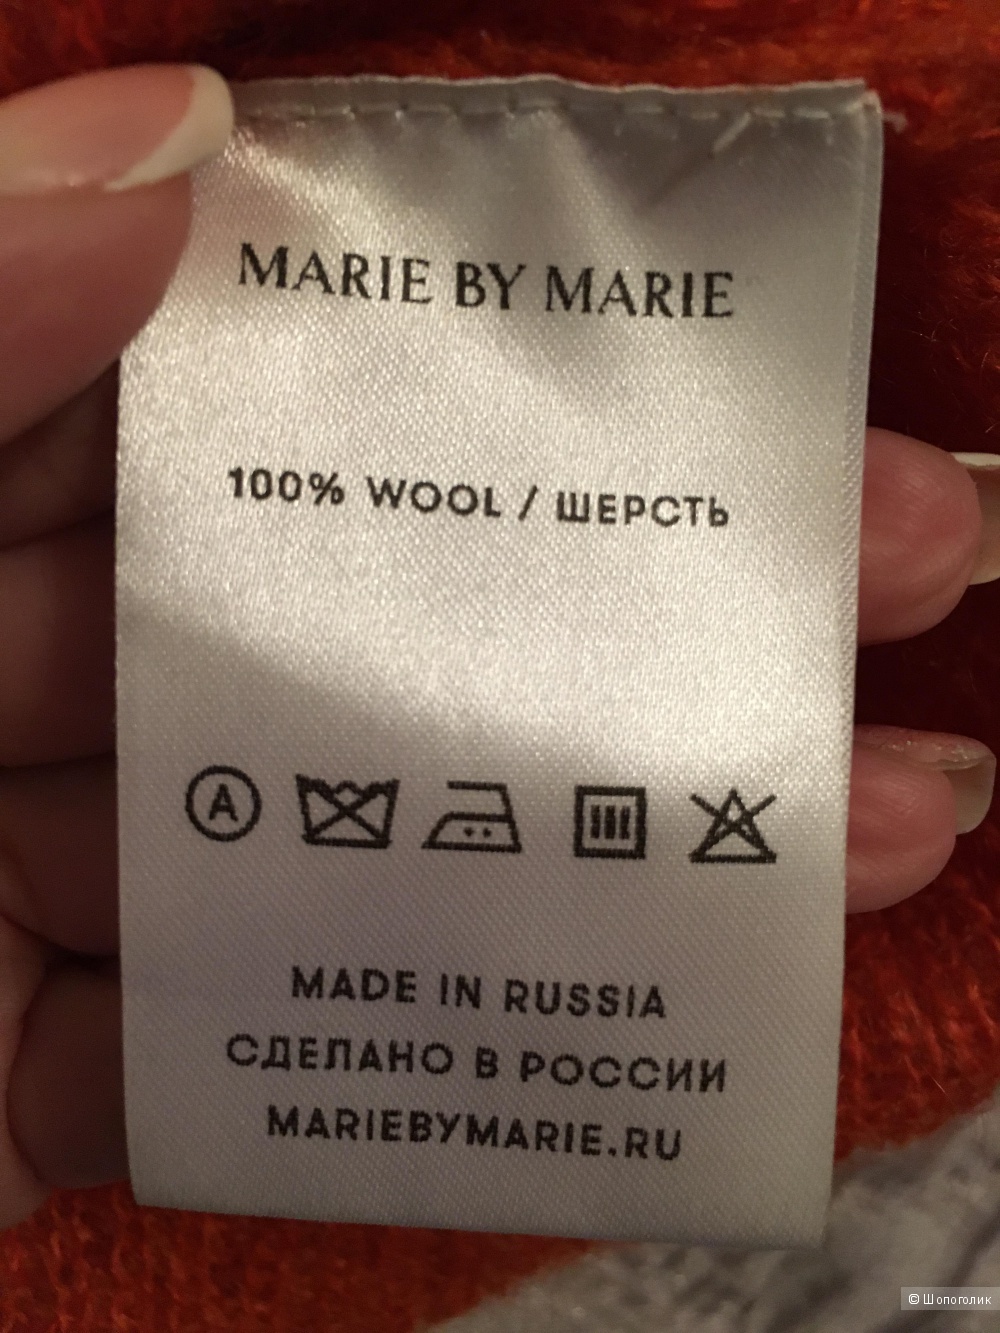 MARIE BY MARIE
100% WOOL / ШЕРСТЬ
A
MADE IN RUSSIA
СДЕЛАНО В РОССИИ
MARIEBYMARIE.RU
© Шопоголик